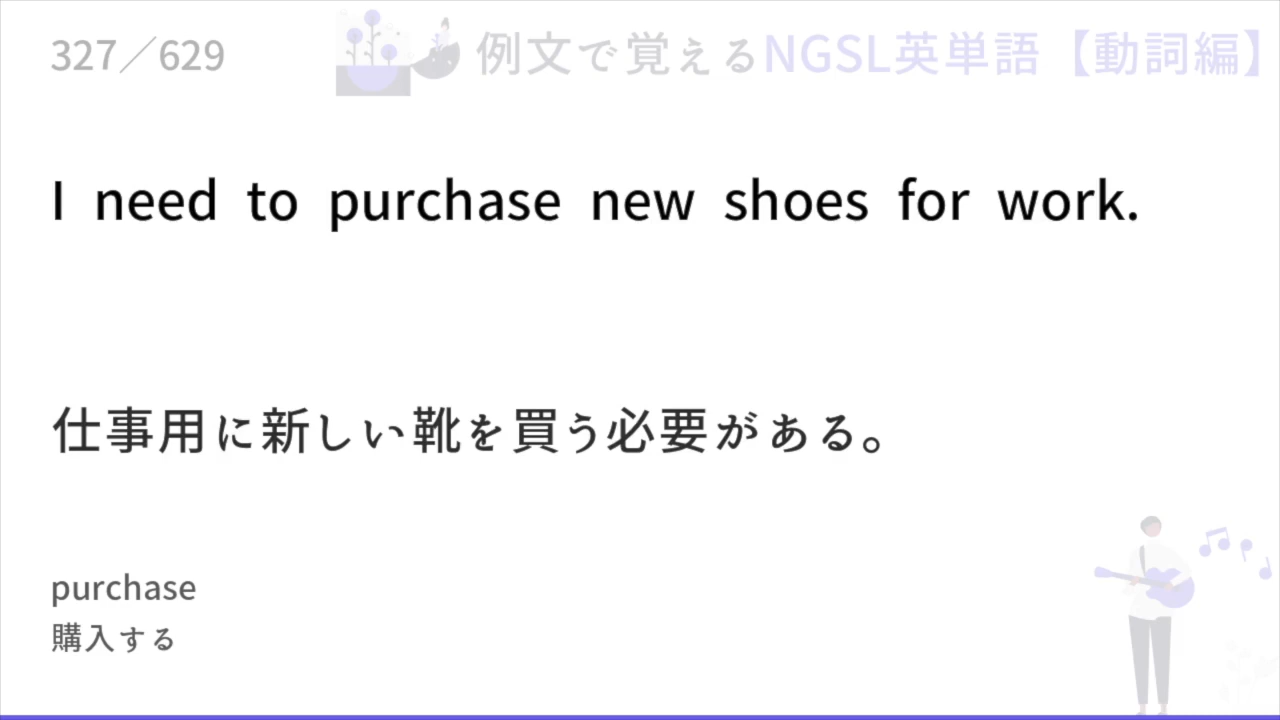 327／629
例文で覚えるNGSL英単語【動詞編】
I need to purchase new shoes for work.
仕事用に新しい靴を買う必要がある。
purchase
購入する